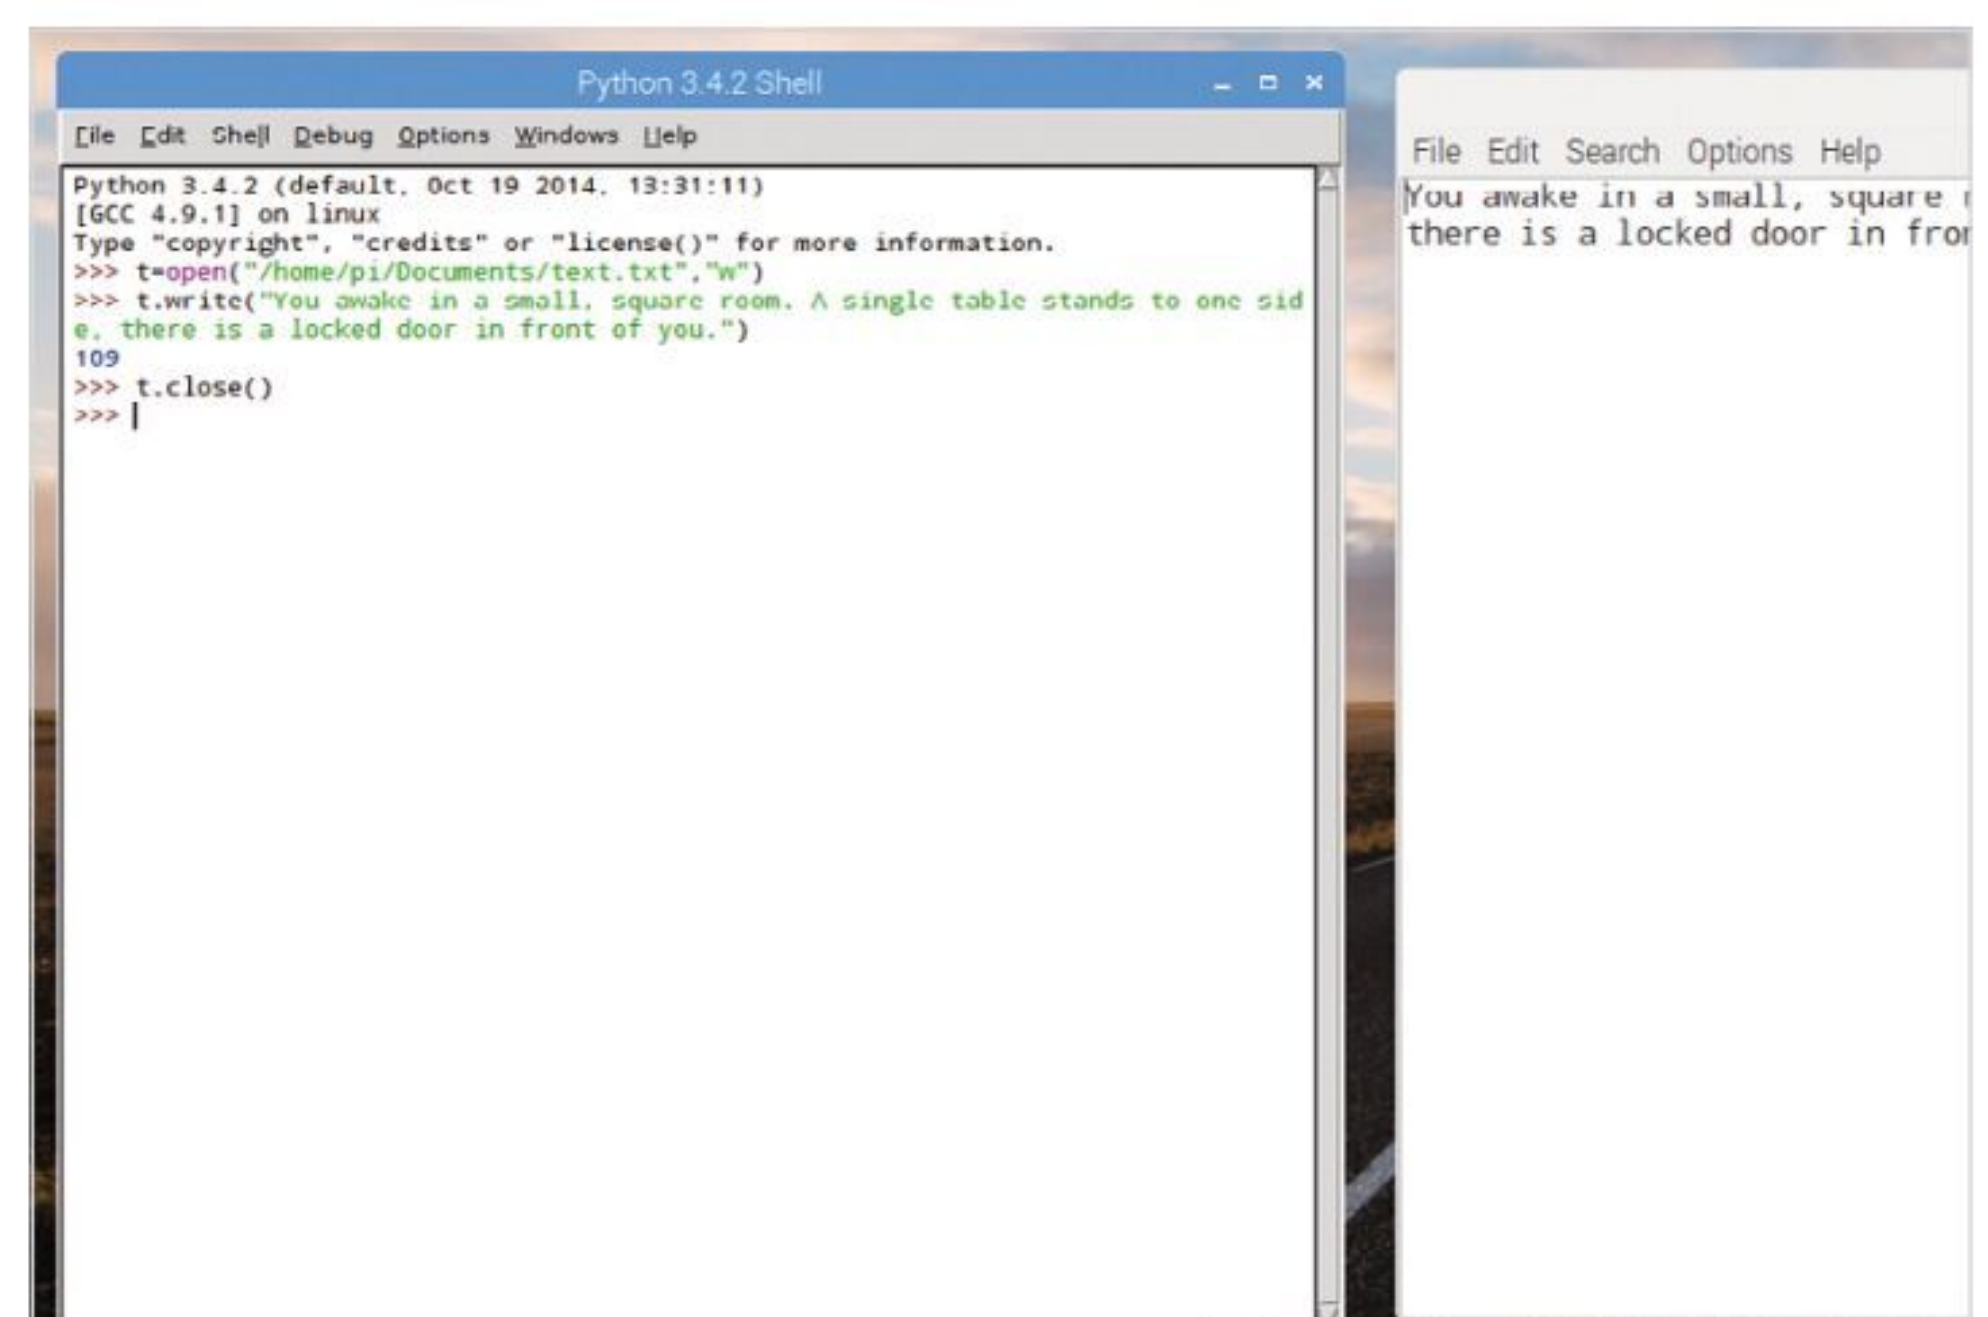 Python 3.4.2 Shell
File Edit Shell Debug Options Windows Help
Python 3.4.2 (default, Oct 19 2014, 13:31:11)
[GCC 4.9.1] on linux
Type "copyright", "credits" or "license()" for more information.
>>> t=open("/home/pi/Documents/text.txt","w")
>>> t.write("You awake in a small, square room. A single table stands to one sid
e, there is a locked door in front of you.")
109
>>> t.close()
>>>
File Edit Search Options Help
You awake in a small, square
there is a locked door in fro